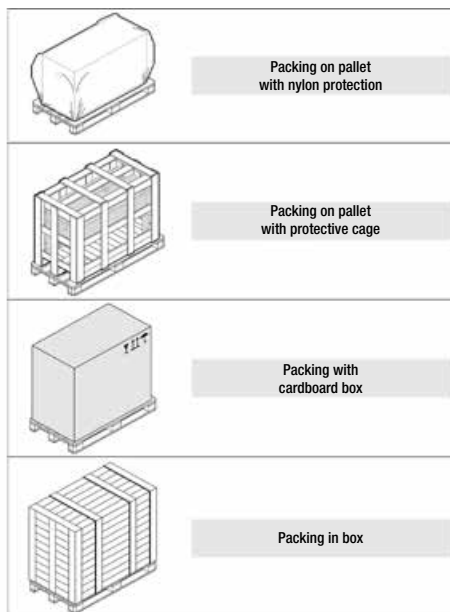 Packing on pallet
with nylon protection
Packing on pallet
with protective cage
Packing with
cardboard box
Packing in box